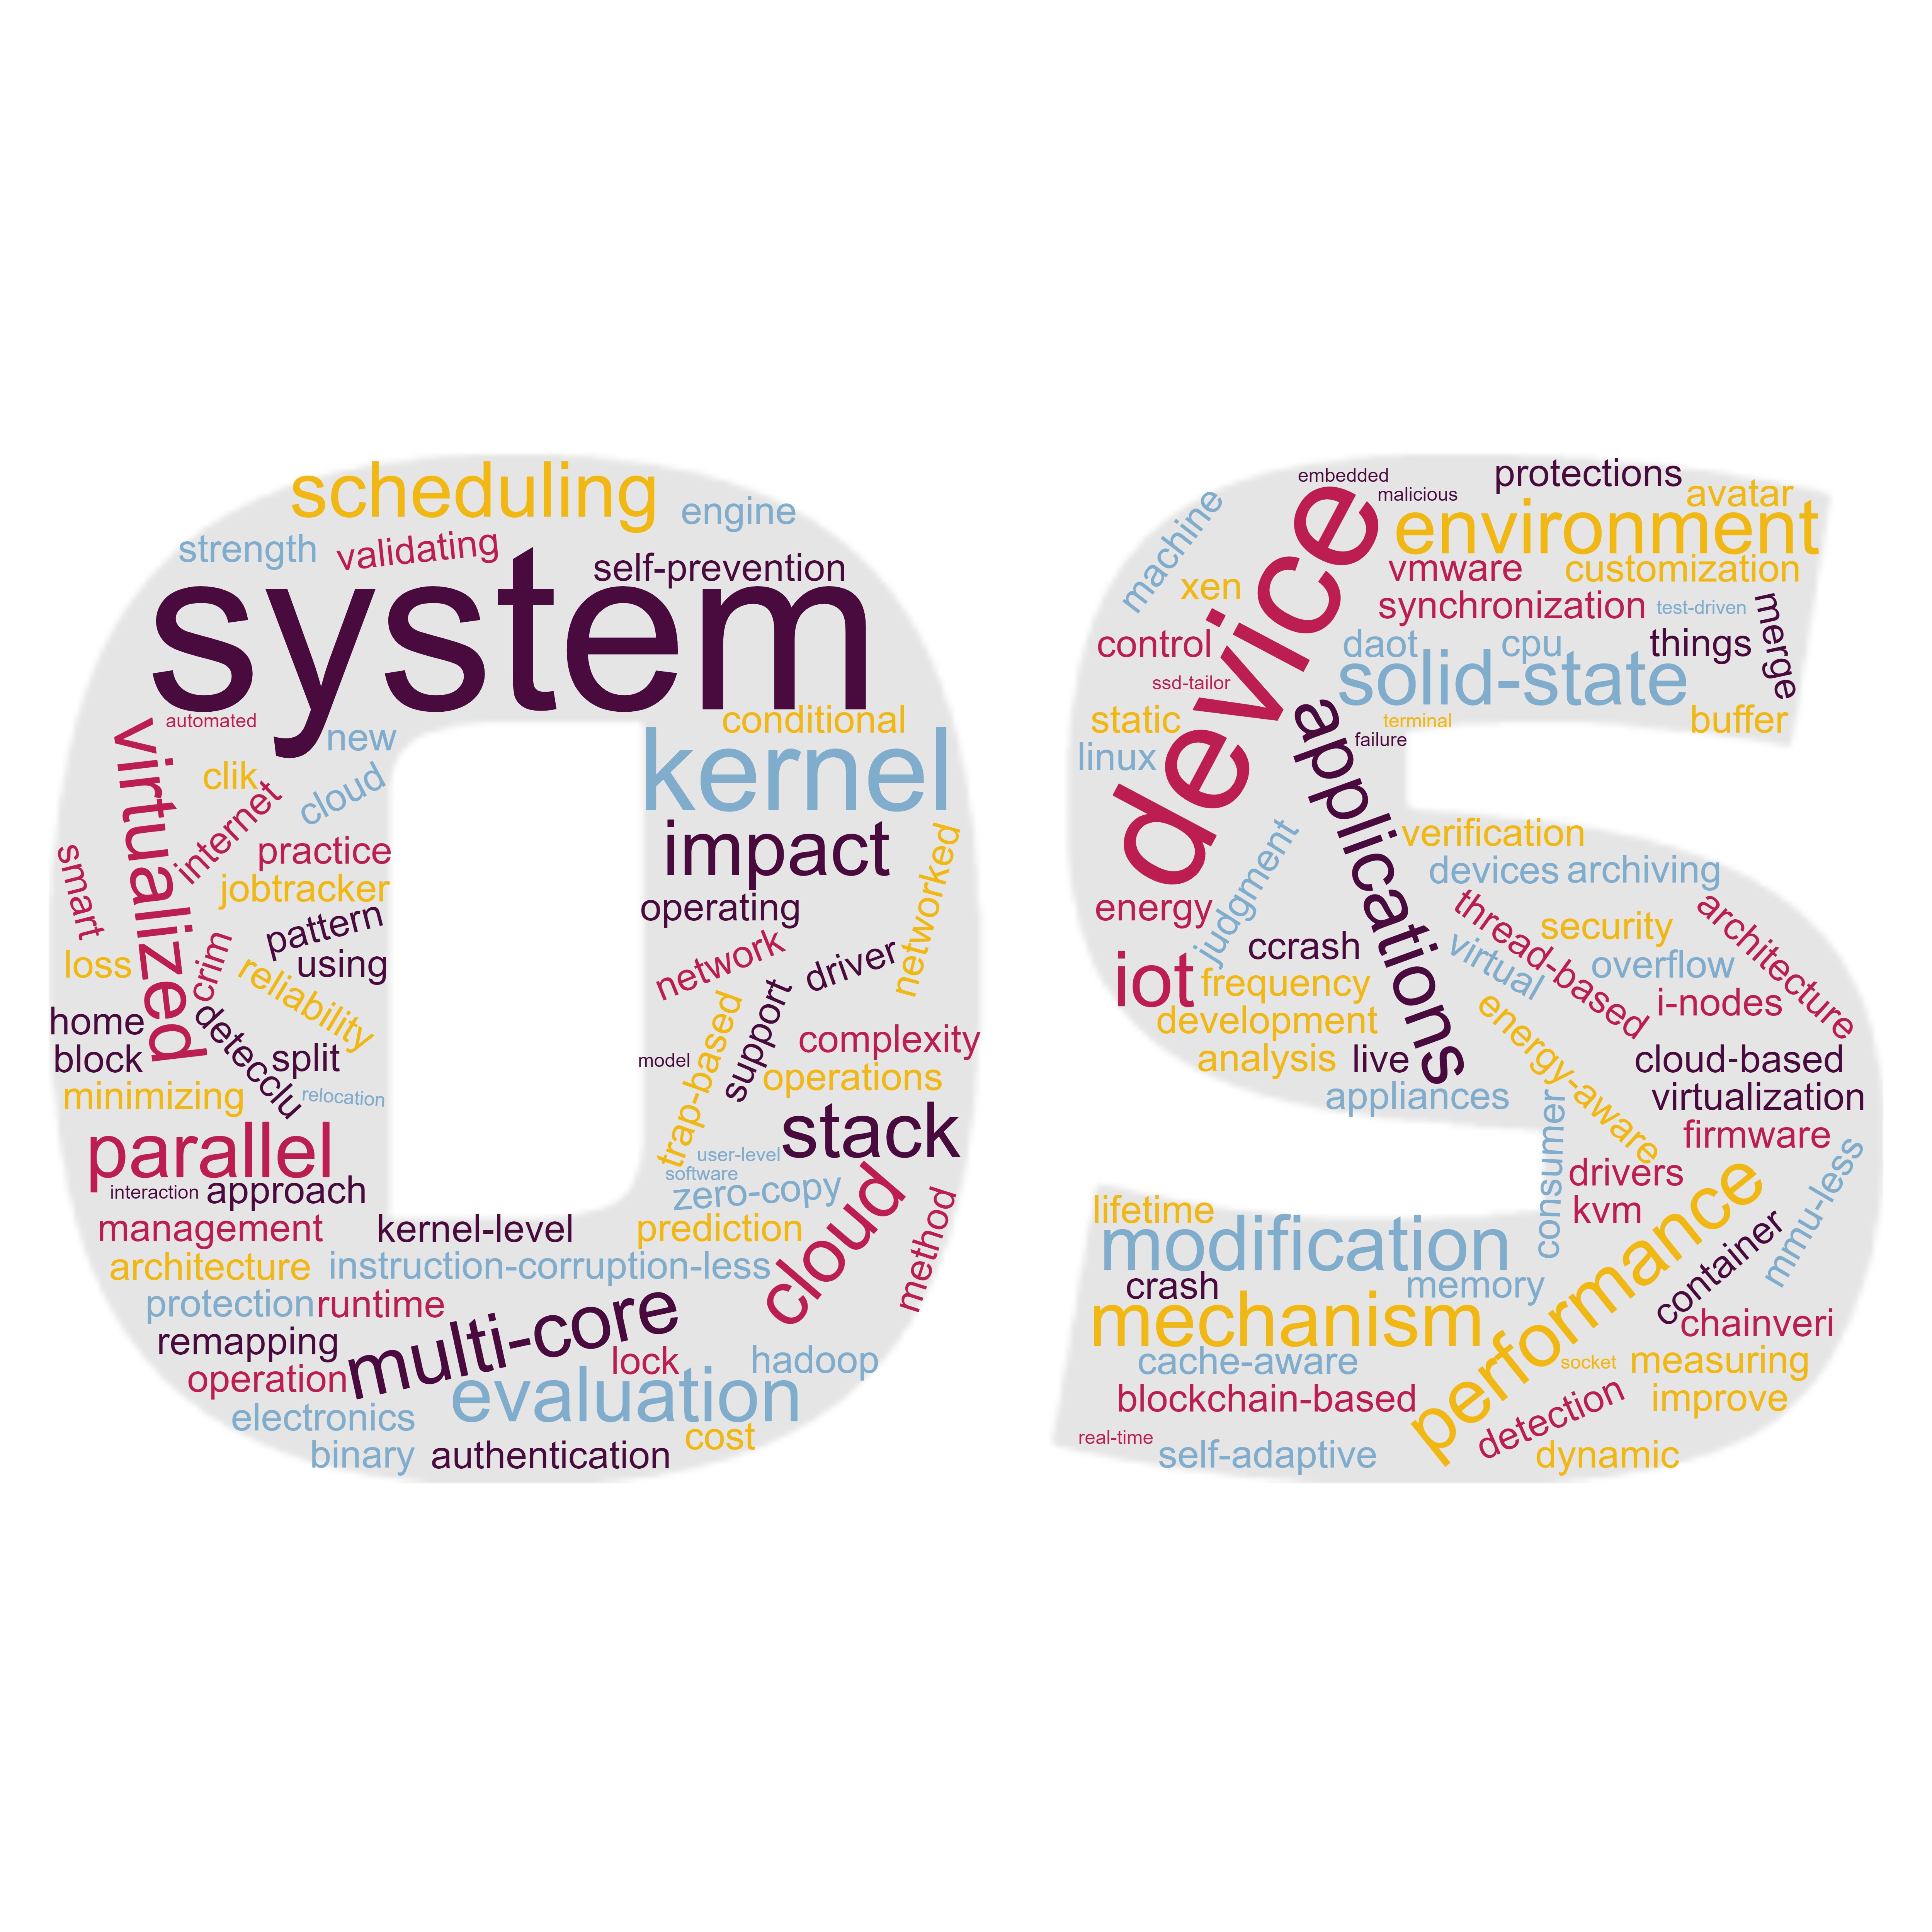 scheduling
engine
strength
validating
self-prevention
system
automated
new
conditional
virtualized
kernel
clik
cloud
internet
impact
practice
smart
jobtracker
networked
operating
pattern
using
crim
network
driver
loss
reliability
support
trap-based
home
detecclu
complexity
block
split
model
operations
minimizing
relocation
stack
parallel
user-level
software
interaction
approach
zero-copy
cloud
method
management
kernel-level
prediction
architecture
instruction-corruption-less
protection
runtime
multi-core
remapping
lock
hadoop
operation
evaluation
electronics
cost
binary
authentication
embedded
malicious
protections
avatar
machine
device
environment
xen
vmware
customization
synchronization
test-driven
merge
control
daot
cpu
things
ssd-tailor
solid-state
static
applications
terminal
buffer
linux
failure
judgment
verification
devices
archiving
energy
thread-based
security
architecture
ccrash
virtual
overflow
iot
frequency
i-nodes
development
energy-aware
analysis
live
cloud-based
appliances
consumer
virtualization
firmware
mmu-less
drivers
lifetime
kvm
performance
container
modification
crash
memory
mechanism
chainveri
cache-aware
socket
measuring
blockchain-based
detection
improve
real-time
self-adaptive
dynamic